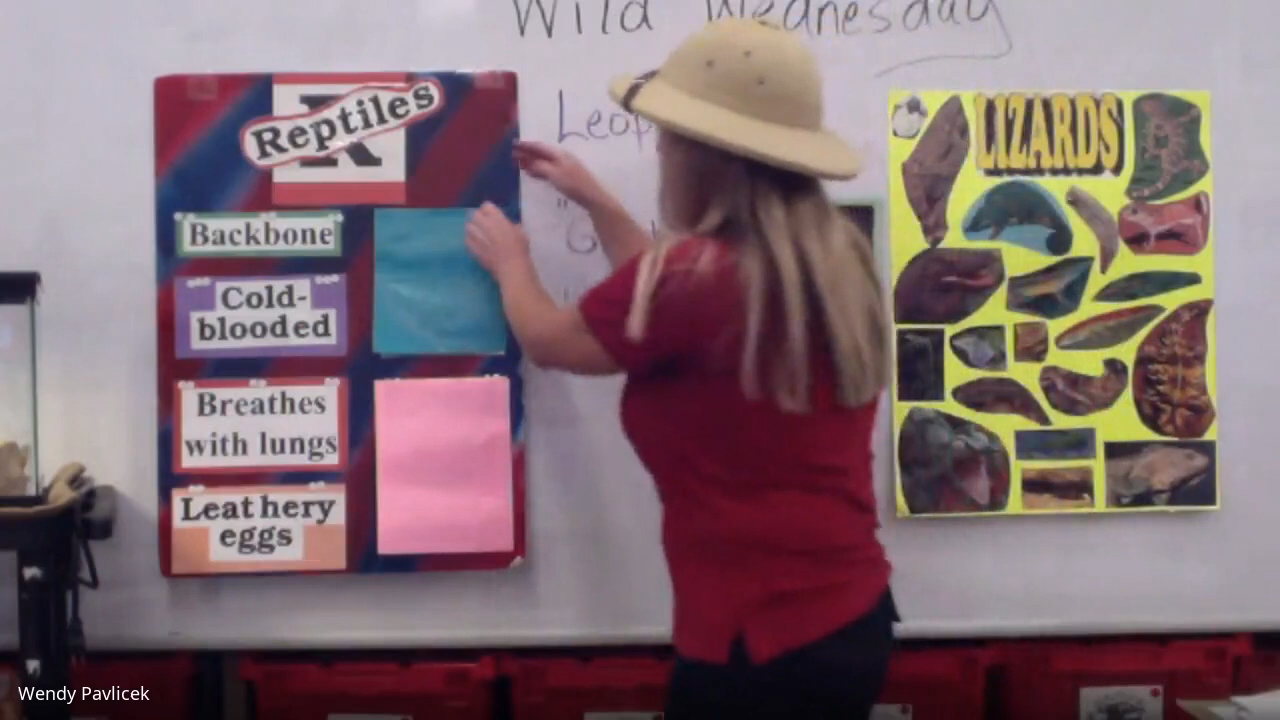 Wild Wednesday
Reptiles
R
Backbone
Cold-
blooded
Breathes
with lungs
Leathery
eggs
LIZARDS
Wendy Pavlicek